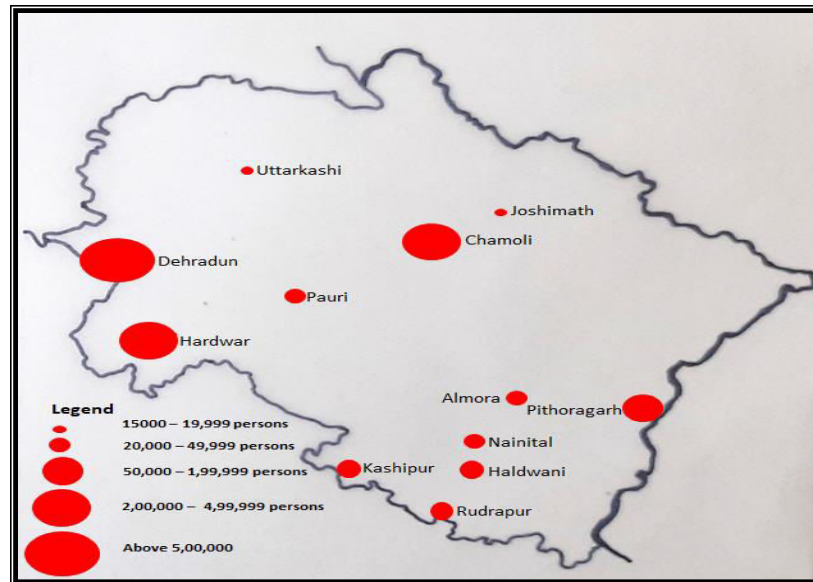 Uttarkashi
Joshimath
Chamoli
Dehradun
Pauri
Hardwar
Almora
Pithoragarh
Nainital
Kashipur
Haldwani
Rudrapur
Legend
15000 – 19,999 persons
20,000 – 49,999 persons
50,000 – 1,99,999 persons
2,00,000 – 4,99,999 persons
Above 5,00,000